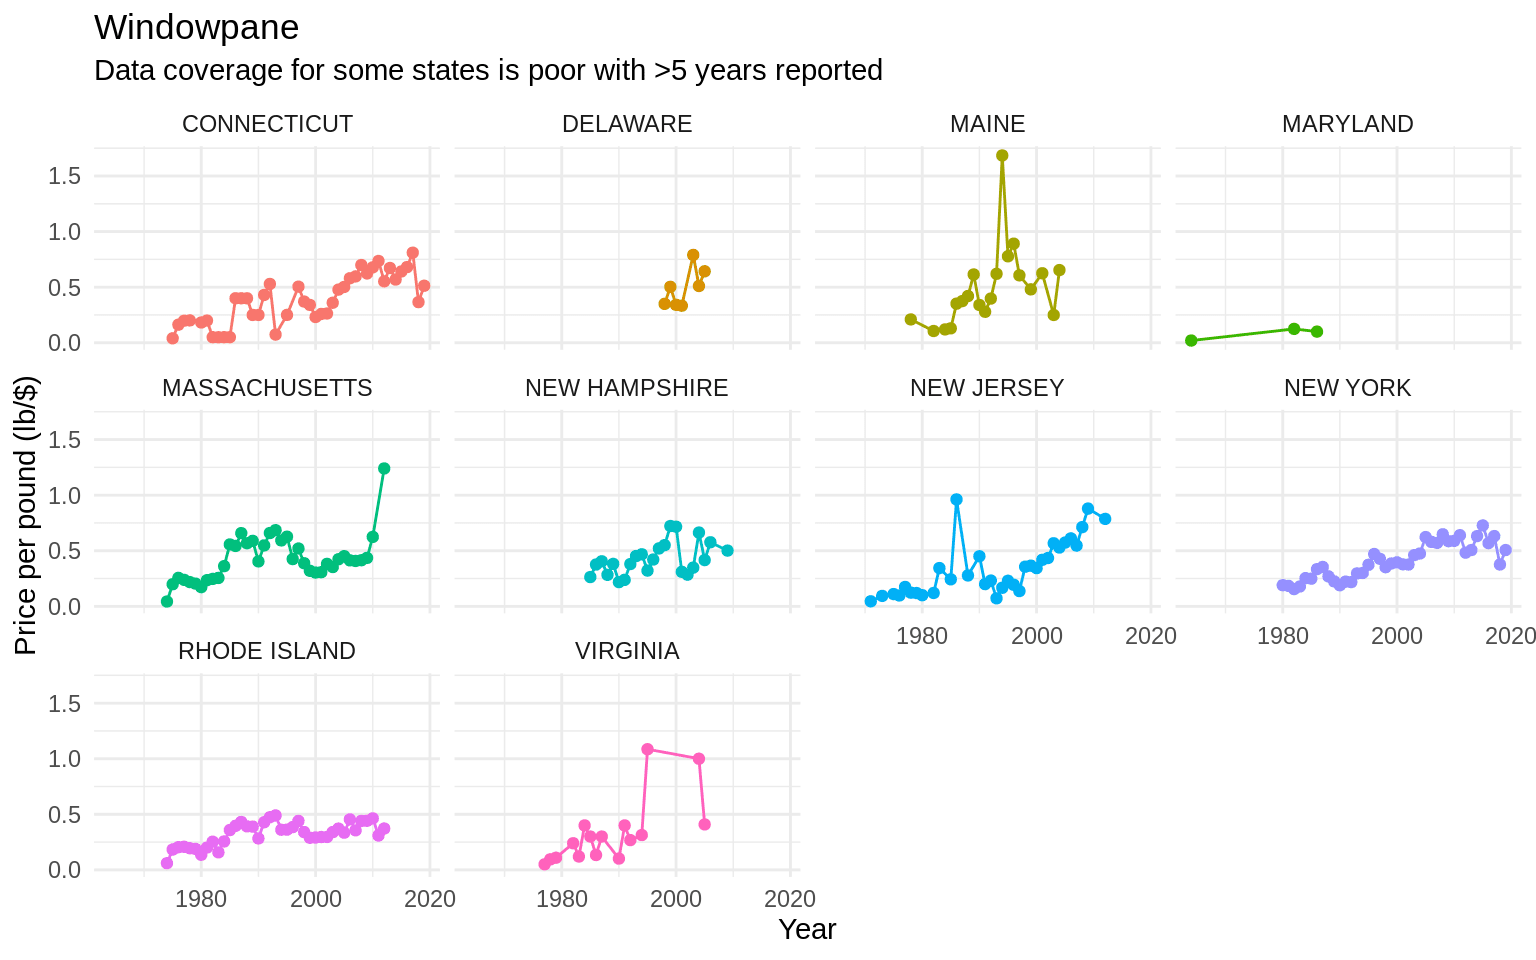 Windowpane
Data coverage for some states is poor with >5 years reported
CONNECTICUT
DELAWARE
MAINE
MARYLAND
1.5
1.0
0.5
0.0
MASSACHUSETTS
NEW HAMPSHIRE
NEW JERSEY
NEW YORK
1.5
1.0
0.5
0.0
1980 2000 2020
1980 2000 2020
RHODE ISLAND
VIRGINIA
1.5
1.0
0.5
0.0
1980 2000 2020
1980 2000 2020
Price per pound (lb/$)
Year